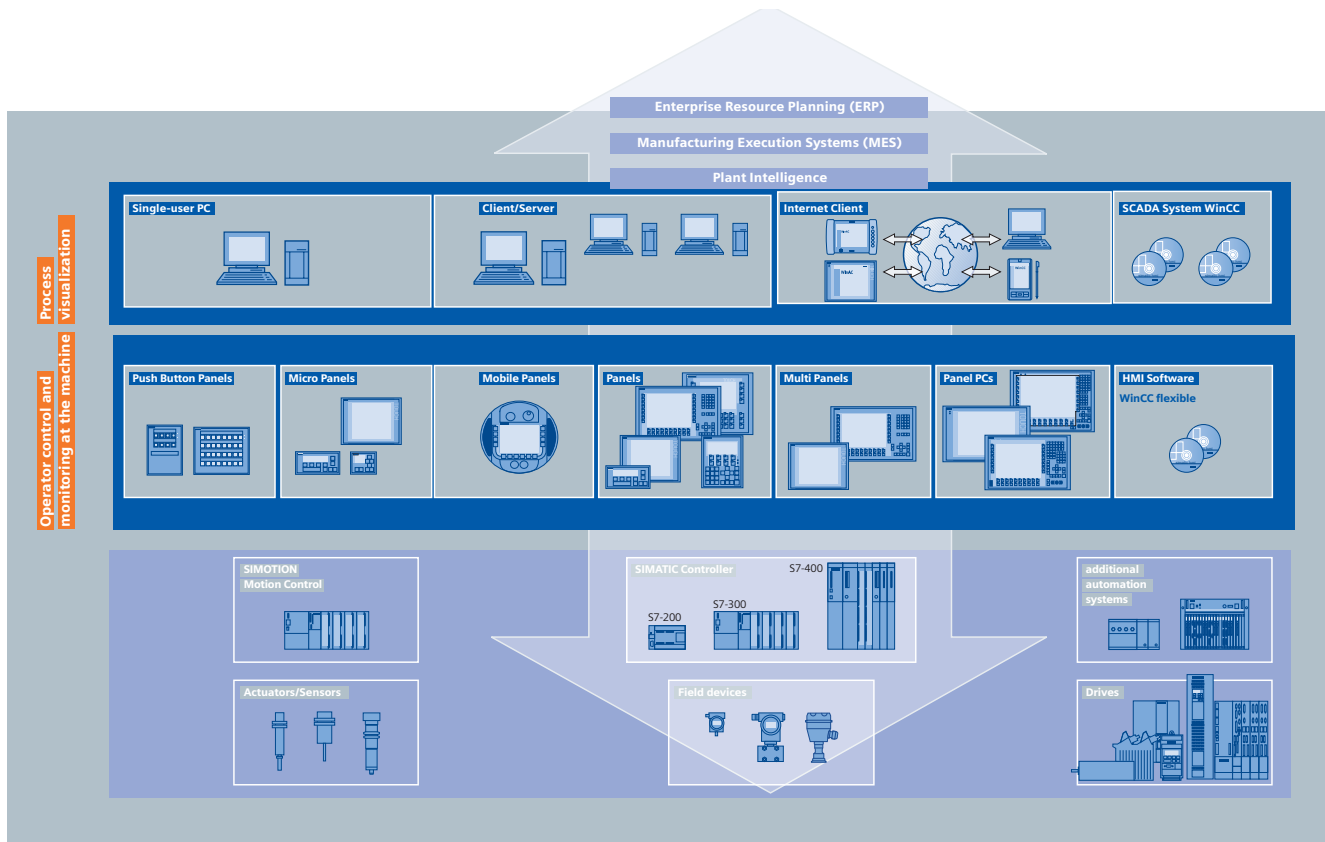 Enterprise Resource Planning (ERP)
Manufacturing Execution Systems (MES)
Plant Intelligence
Process
visualization
Single-user PC
Client/Server
Internet Client
SCADA System WinCC
WinAC
Operator control and
monitoring at the machine
Push Button Panels
Micro Panels
Mobile Panels
Panels
Multi Panels
Panel PCs
HMI Software
WinCC flexible
SIMOTION
Motion Control
SIMATIC Controller
S7-400
S7-300
S7-200
additional
automation
systems
Actuators/Sensors
Field devices
Drives